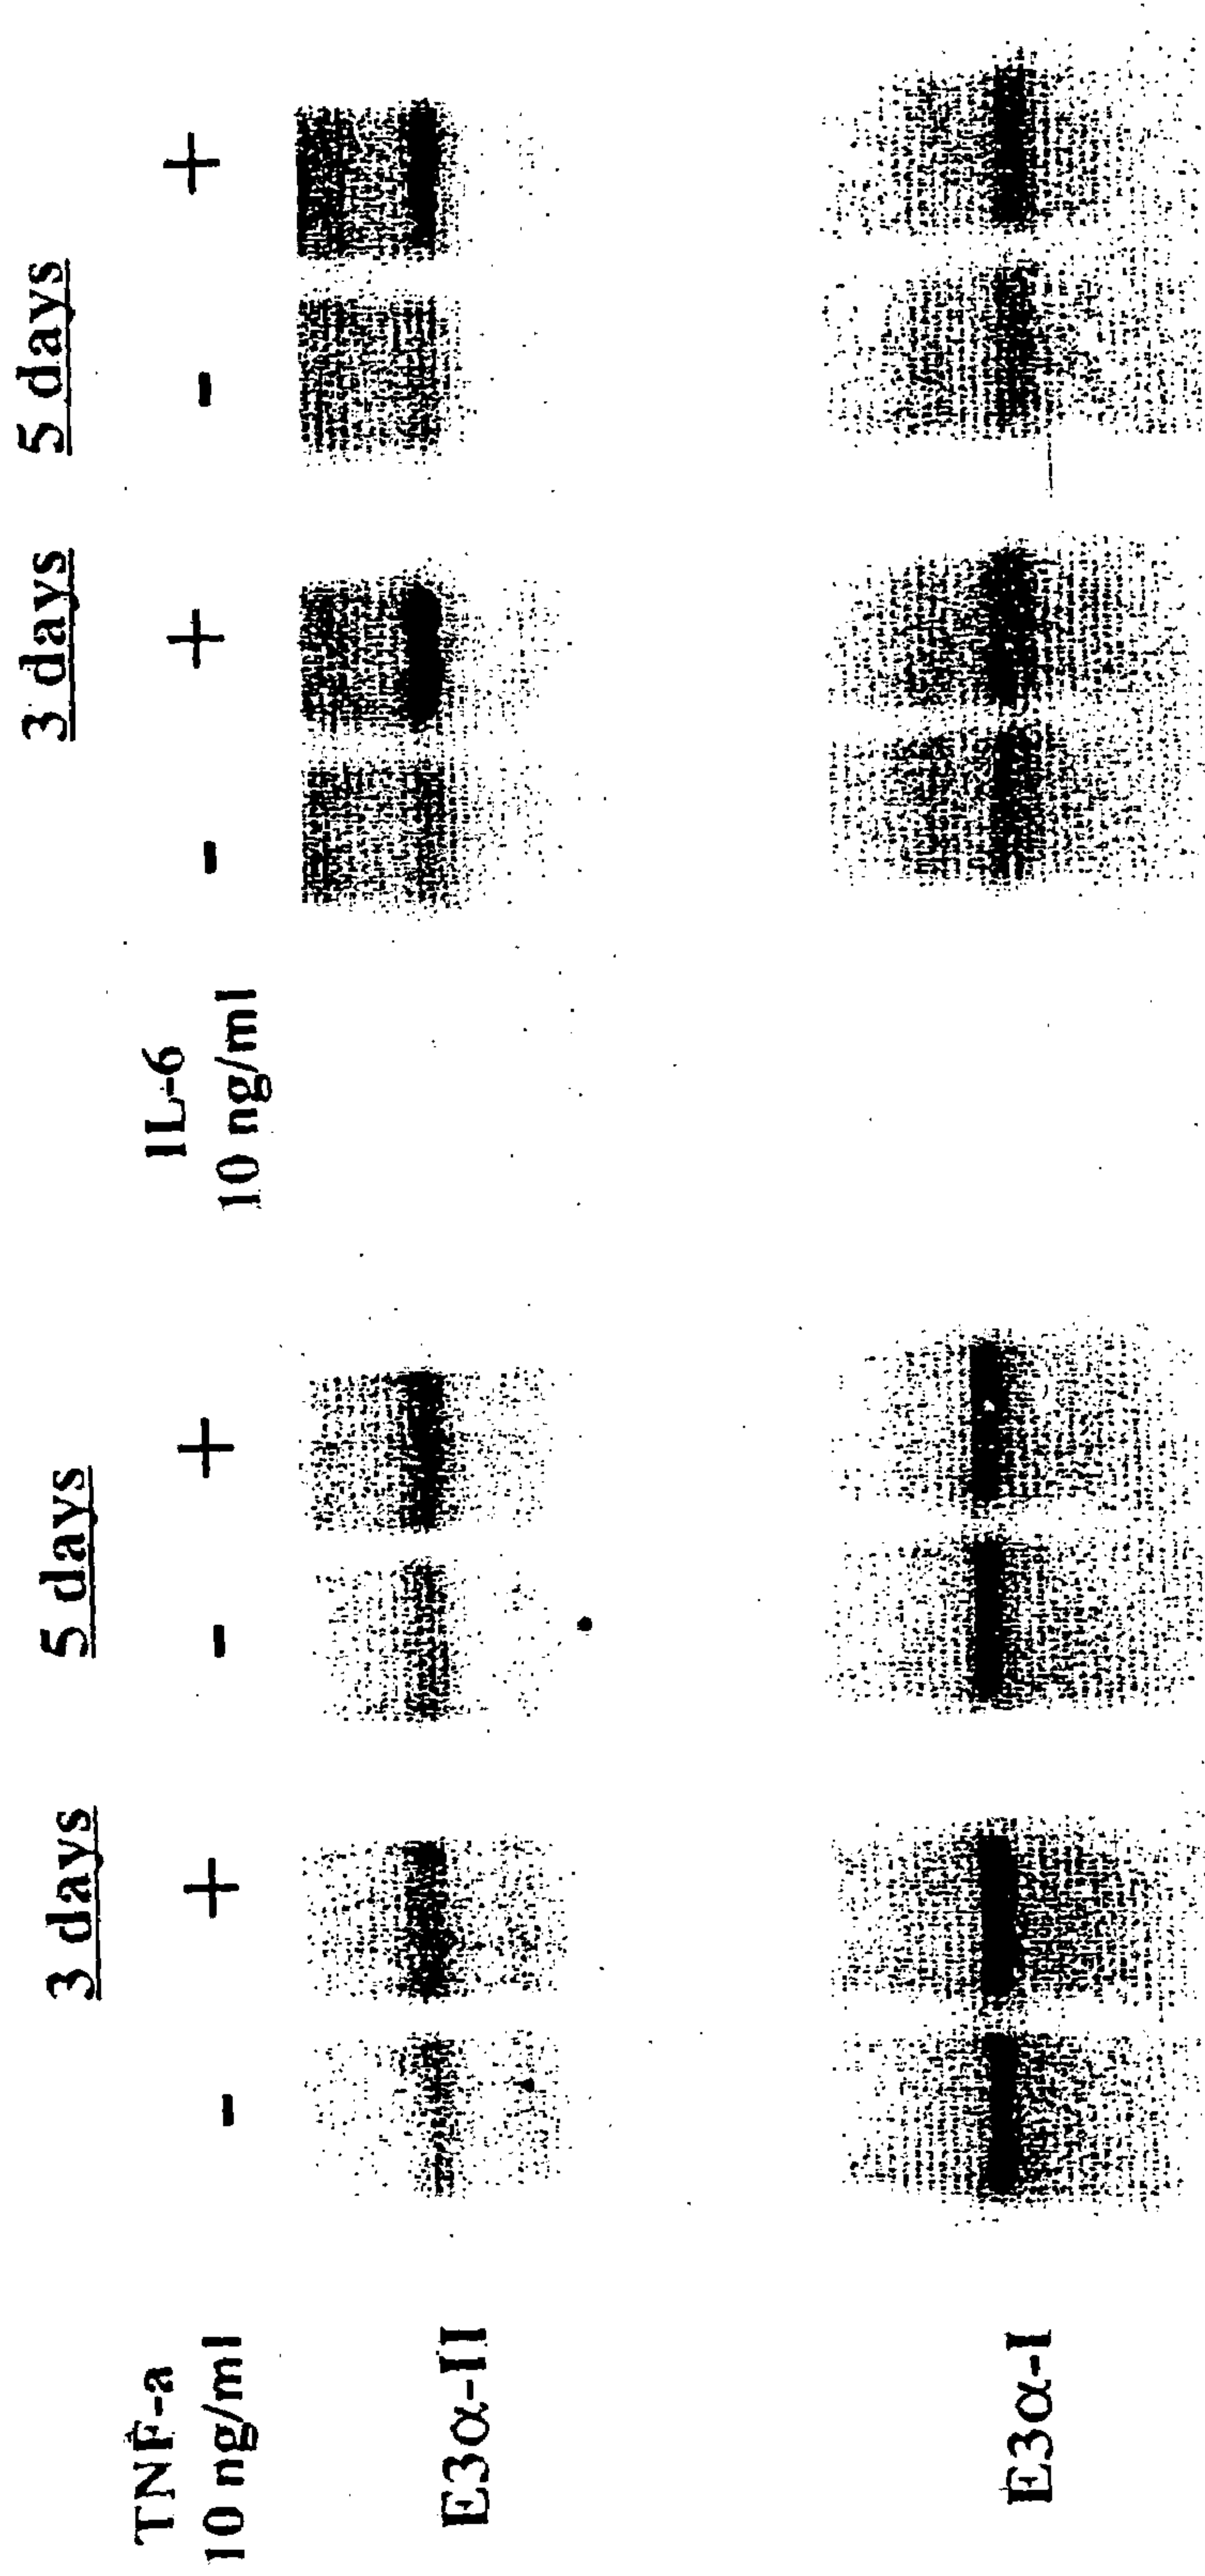 3 days 5 days 3 days 5 days
TNF-a - + - + IL-6 - + - +
10 ng/ml 10 ng/ml
E3α-II
E3α-I